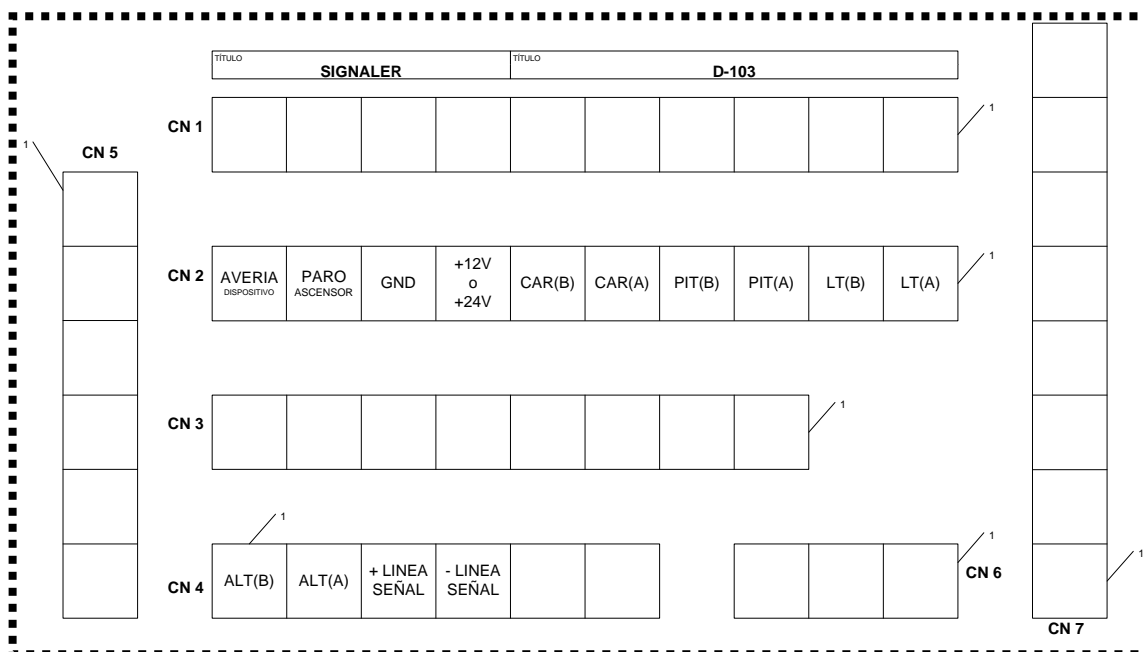 TÍTULO
SIGNALER
TÍTULO
D-103
CN 1
1
1
CN 5
CN 2
AVERIA
DISPOSITIVO
PARO
ASCENSOR
GND
+12V
o
+24V
CAR(B)
CAR(A)
PIT(B)
PIT(A)
LT(B)
LT(A)
1
CN 3
1
1
CN 4
ALT(B)
ALT(A)
+ LINEA
SEÑAL
- LINEA
SEÑAL
1
CN 6
1
CN 7